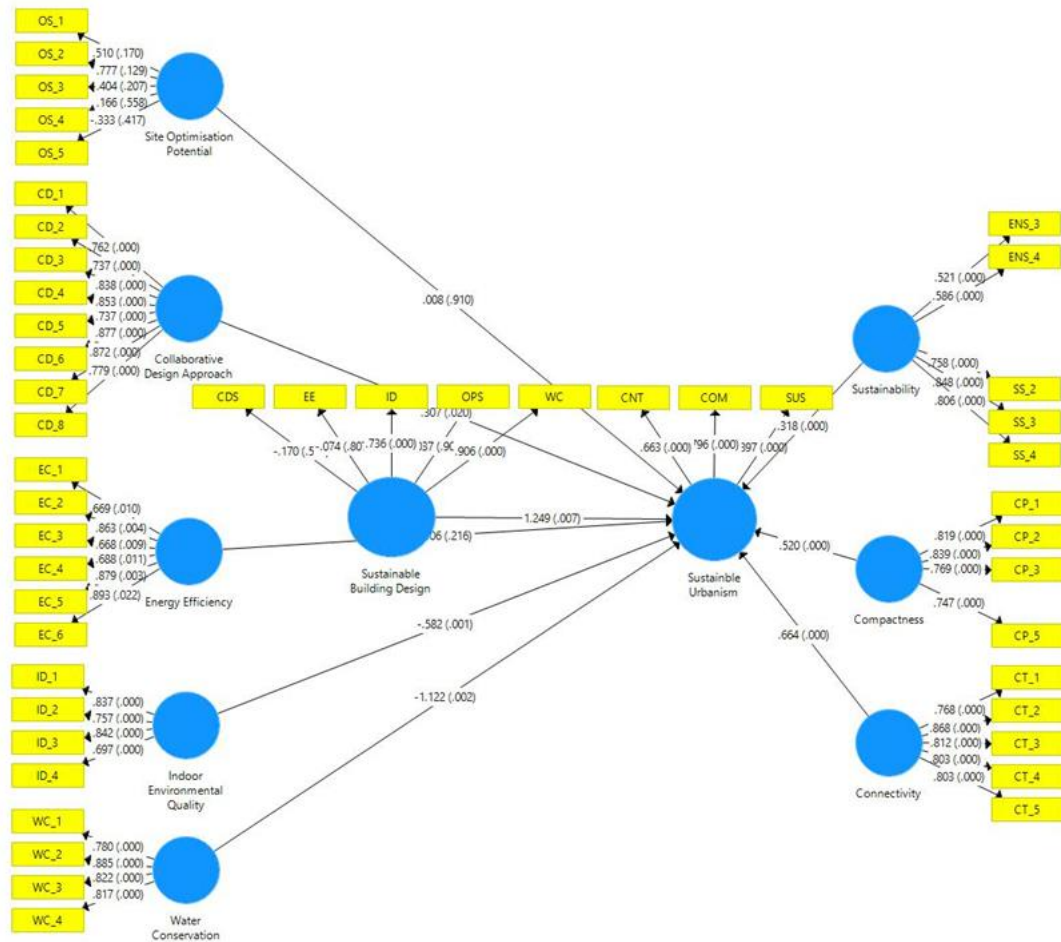 OS_1
OS_2
OS_3
OS_4
OS_5
.510 (.170)
.777 (.129)
.404 (.207)
.166 (.558)
-.333 (.417)
Site Optimisation
Potential
CD_1
CD_2
CD_3
CD_4
CD_5
CD_6
CD_7
CD_8
.762 (.000)
.737 (.000)
.838 (.000)
.853 (.000)
.737 (.000)
.877 (.000)
.872 (.000)
.779 (.000)
Collaborative
Design Approach
EC_1
EC_2
EC_3
EC_4
EC_5
EC_6
.669 (.010)
.863 (.004)
.668 (.009)
.688 (.011)
.879 (.003)
.893 (.022)
Energy Efficiency
ID_1
ID_2
ID_3
ID_4
.837 (.000)
.757 (.000)
.842 (.000)
.697 (.000)
Indoor
Environmental
Quality
WC_1
WC_2
WC_3
WC_4
.780 (.000)
.885 (.000)
.822 (.000)
.817 (.000)
Water
Conservation
CDS
EE
ID
OPS
WC
.736 (.000)
.906 (.000)
Sustainable
Building Design
CNT
COM
SUS
.663 (.000)
Sustainble
Urbanism
.008 (.910)
1.249 (.007)
-.582 (.001)
-1.122 (.002)
.318 (.000)
.520 (.000)
.664 (.000)
ENS_3
ENS_4
SS_2
SS_3
SS_4
.521 (.000)
.586 (.000)
.758 (.000)
.848 (.000)
.806 (.000)
Sustainability
CP_1
CP_2
CP_3
CP_5
.819 (.000)
.839 (.000)
.769 (.000)
.747 (.000)
Compactness
CT_1
CT_2
CT_3
CT_4
CT_5
.768 (.000)
.868 (.000)
.812 (.000)
.803 (.000)
.803 (.000)
Connectivity